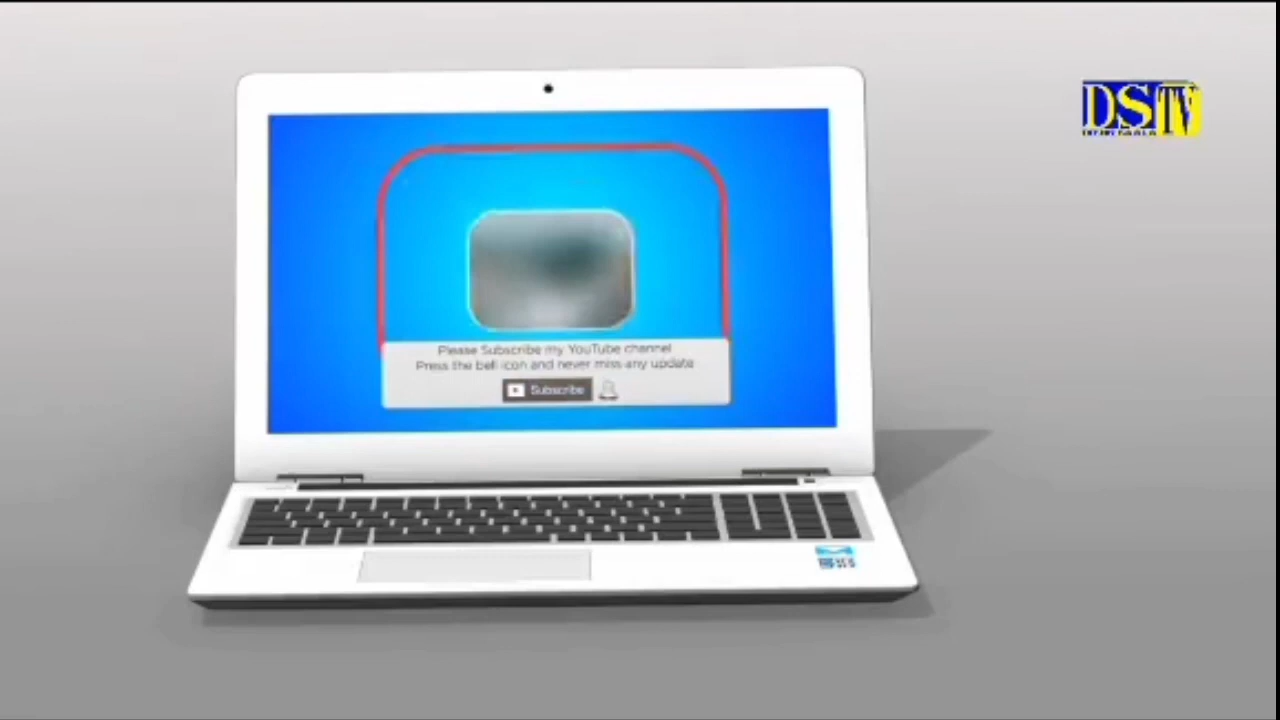 DSTV
Please Subscribe my YouTube channel
Press the bell icon and never miss any update
Subscribe